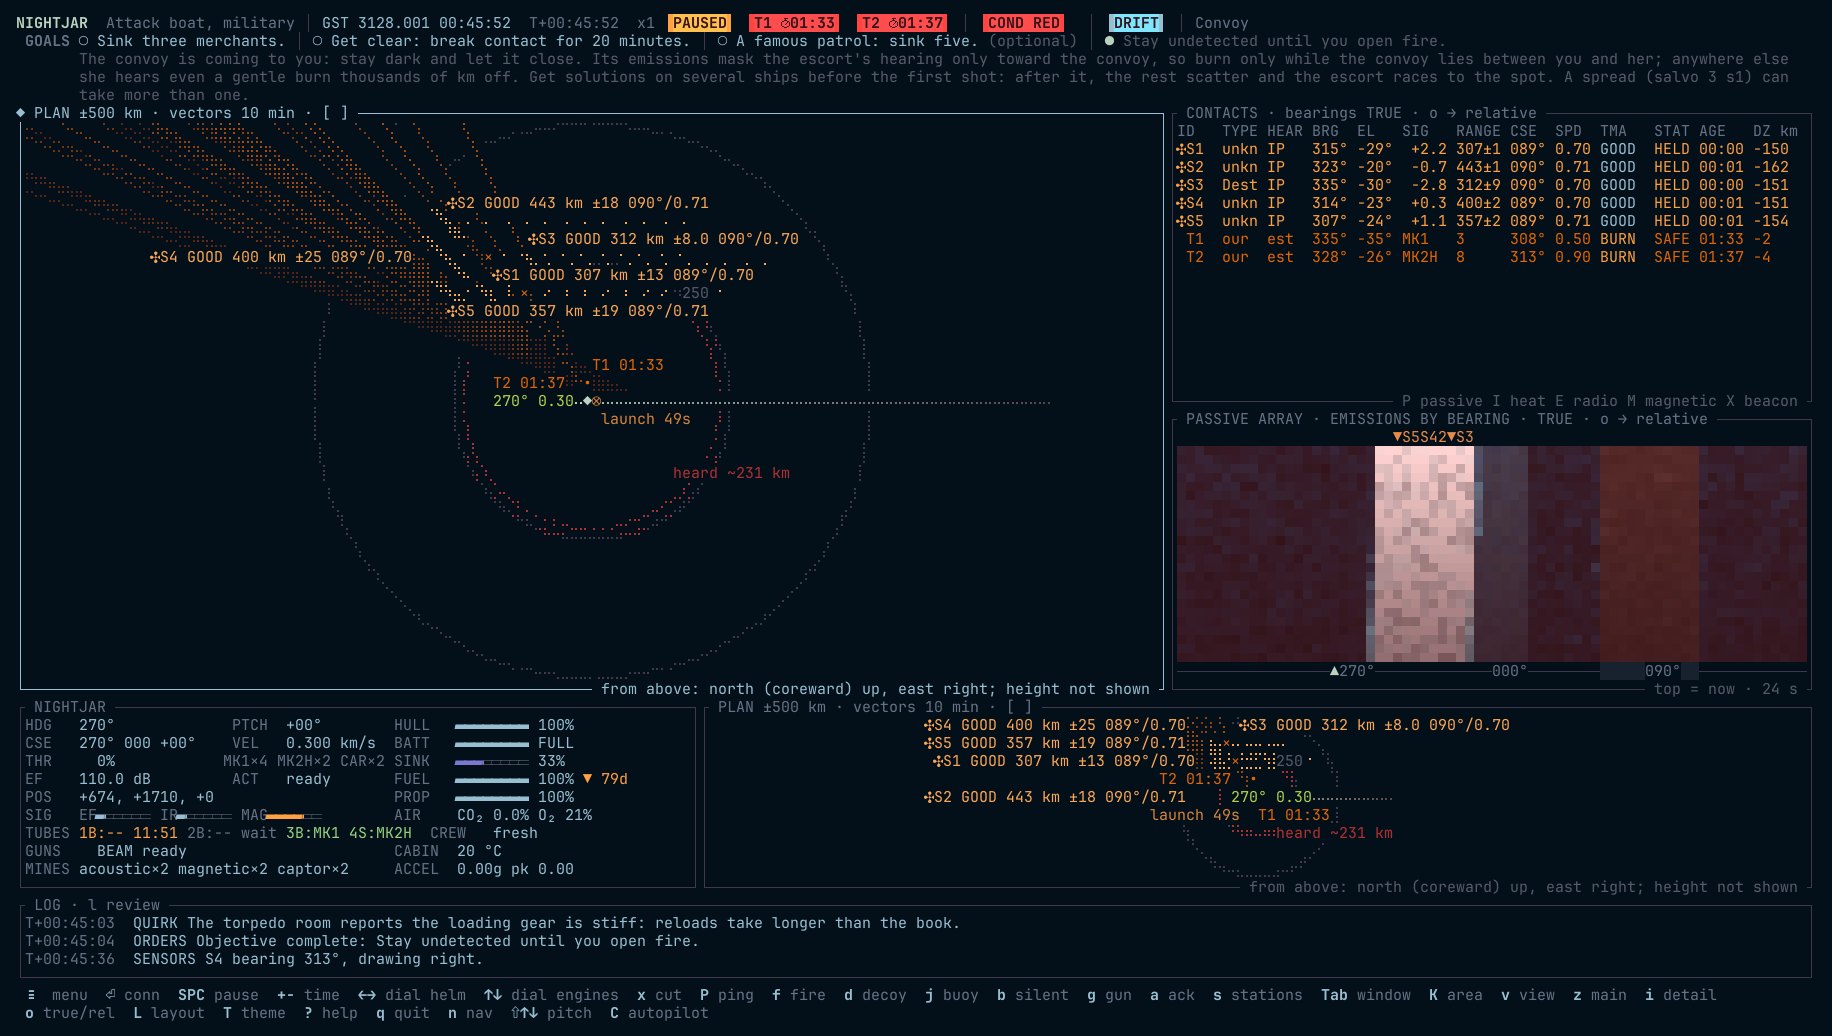 NIGHTJAR Attack boat, military GST 3128.001 00:45:52 T+00:45:52 x1 PAUSED T1 ⏱01:33 T2 ⏱01:37 COND RED DRIFT Convoy
GOALS ○ Sink three merchants. ○ Get clear: break contact for 20 minutes. ○ A famous patrol: sink five. (optional) ● Stay undetected until you open fire.
The convoy is coming to you: stay dark and let it close. Its emissions mask the escort's hearing only toward the convoy, so burn only while the convoy lies between you and her; anywhere else
she hears even a gentle burn thousands of km off. Get solutions on several ships before the first shot: after it, the rest scatter and the escort races to the spot. A spread (salvo 3 s1) can
take more than one.
◆ PLAN ±500 km · vectors 10 min · [ ]
S2 GOOD 443 km ±18 090°/0.71
S3 GOOD 312 km ±8.0 090°/0.70
S4 GOOD 400 km ±25 089°/0.70
S1 GOOD 307 km ±13 089°/0.70
250
S5 GOOD 357 km ±19 089°/0.71
T1 01:33
T2 01:37
270° 0.30
launch 49s
heard ~231 km
from above: north (coreward) up, east right; height not shown
CONTACTS · bearings TRUE · o → relative
ID TYPE HEAR BRG EL SIG RANGE CSE SPD TMA STAT AGE DZ km
S1 unkn IP 315° -29° +2.2 307±1 089° 0.70 GOOD HELD 00:00 -150
S2 unkn IP 323° -20° -0.7 443±1 090° 0.71 GOOD HELD 00:01 -162
S3 Dest IP 335° -30° -2.8 312±9 090° 0.70 GOOD HELD 00:00 -151
S4 unkn IP 314° -23° +0.3 400±2 089° 0.70 GOOD HELD 00:01 -151
S5 unkn IP 307° -24° +1.1 357±2 089° 0.71 GOOD HELD 00:01 -154
T1 our est 335° -35° MK1 3 308° 0.50 BURN SAFE 01:33 -2
T2 our est 328° -26° MK2H 8 313° 0.90 BURN SAFE 01:37 -4
P passive I heat E radio M magnetic X beacon
PASSIVE ARRAY · EMISSIONS BY BEARING · TRUE · o → relative
▼S5S42▼S3
▲270° 000° 090°
top = now · 24 s
NIGHTJAR
HDG 270° PTCH +00° HULL 100%
CSE 270° 000 +00° VEL 0.300 km/s BATT FULL
THR 0% MK1×4 MK2H×2 CAR×2 SINK 33%
EF 110.0 dB ACT ready FUEL 100% ▼ 79d
POS +674, +1710, +0 PROP 100%
SIG EF IR MAG AIR CO₂ 0.0% O₂ 21%
TUBES 1B:-- 11:51 2B:-- wait 3B:MK1 4S:MK2H CREW fresh
GUNS BEAM ready CABIN 20 °C
MINES acoustic×2 magnetic×2 captor×2 ACCEL 0.00g pk 0.00
PLAN ±500 km · vectors 10 min · [ ]
S4 GOOD 400 km ±25 089°/0.70 S3 GOOD 312 km ±8.0 090°/0.70
S5 GOOD 357 km ±19 089°/0.71
S1 GOOD 307 km ±13 089°/0.70 250
T2 01:37
S2 GOOD 443 km ±18 090°/0.71 270° 0.30
launch 49s T1 01:33
heard ~231 km
from above: north (coreward) up, east right; height not shown
LOG · l review
T+00:45:03 QUIRK The torpedo room reports the loading gear is stiff: reloads take longer than the book.
T+00:45:04 ORDERS Objective complete: Stay undetected until you open fire.
T+00:45:36 SENSORS S4 bearing 313°, drawing right.
≡ menu ⏎ conn SPC pause +- time ↔ dial helm ↑↓ dial engines x cut P ping f fire d decoy j buoy b silent g gun a ack s stations Tab window K area v view z main i detail
o true/rel L layout T theme ? help q quit n nav ⇧↑↓ pitch C autopilot